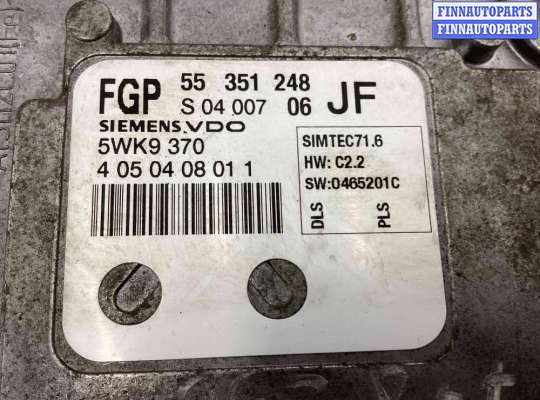 FINNAUTOPARTS
FINNAUTOPARTS
FGP 55 351 248
S 04 007 06 JF
SIEMENS VDO
5WK9 370
4 05 04 08 01 1
SIMTEC71.6
HW: C2.2
SW:0465201C
DLS
PLS